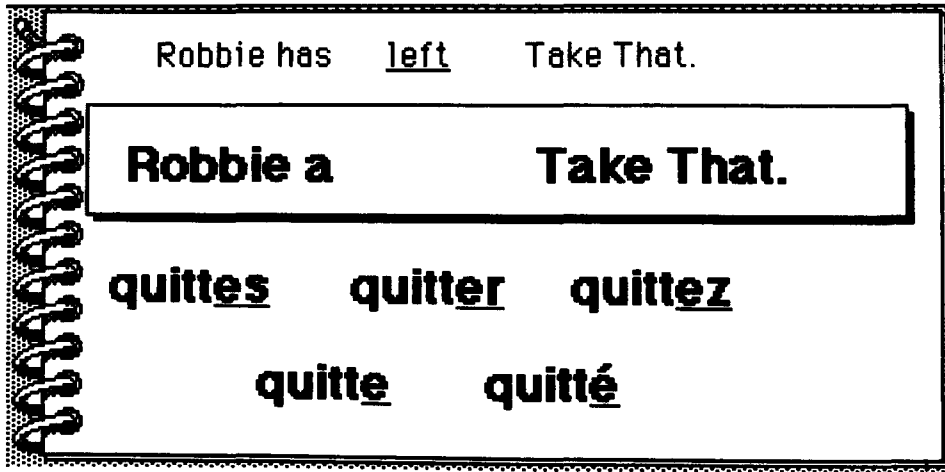 Robbie has left Take That.
Robbie a Take That.
quittes quitter quittez
quitte quitté